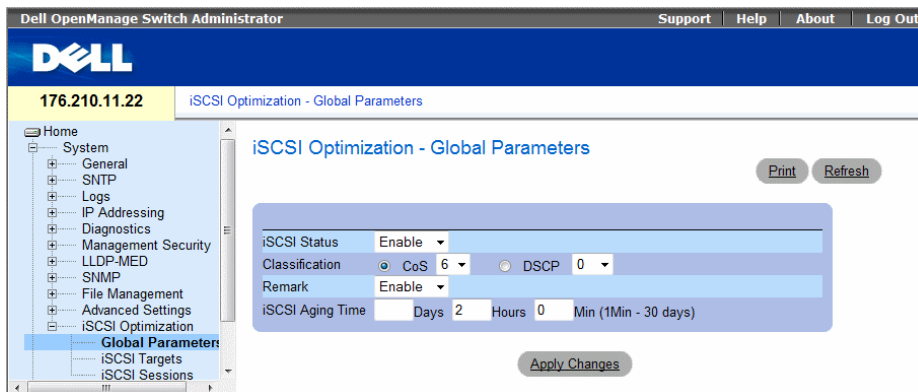 Dell OpenManage Switch Administrator
Support Help About Log Out
DELL
176.210.11.22
iSCSI Optimization - Global Parameters
Home
System
General
SNTP
Logs
IP Addressing
Diagnostics
Management Security
LLDP-MED
SNMP
File Management
Advanced Settings
iSCSI Optimization
Global Parameters
iSCSI Targets
iSCSI Sessions
iSCSI Optimization - Global Parameters
Print Refresh
iSCSI Status Enable
Classification CoS 6 DSCP 0
Remark Enable
iSCSI Aging Time Days 2 Hours 0 Min (1Min - 30 days)
Apply Changes